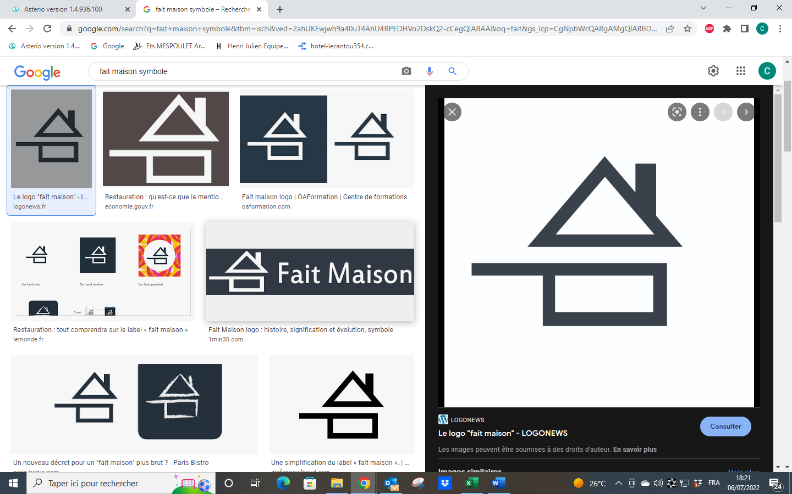 Asterio version 1.4.936.100
fait maison symbole – Recherche
google.com/search?q=fait+maison+symbole&tbm=isch&ved=2ahUKEwjwh9a40uT4AhU4RPEDHVo2DskQ2-cCegQIABAA&oq=fait&gs_lcp=CgNpbWcQARgAMgQIABBD...
Asterio version 1.4....
Google
Ets MESPOULET Ar...
Henri Julien Equipe...
hotel-lecantou354.c...
Google
fait maison symbole
C
Le logo "fait maison" - L...
logonews.fr
Restauration : qu'est-ce que la mentio...
economie.gouv.fr
Fait maison logo | OAFormation | Centre de formations
oaformation.com
Fait Maison
Restauration : tout comprendre sur le label « fait maison »
lemonde.fr
Fait Maison logo : histoire, signification et évolution, symbole
1min30.com
Un nouveau décret pour un 'fait maison' plus brut ? - Paris-Bistro
Une simplification du label « fait maison », | ...
LOGONEWS
Le logo "fait maison" - LOGONEWS
Consulter
Les images peuvent être soumises à des droits d'auteur. En savoir plus
Images similaires
Taper ici pour rechercher
26°C
FRA
18:21
06/07/2022
24